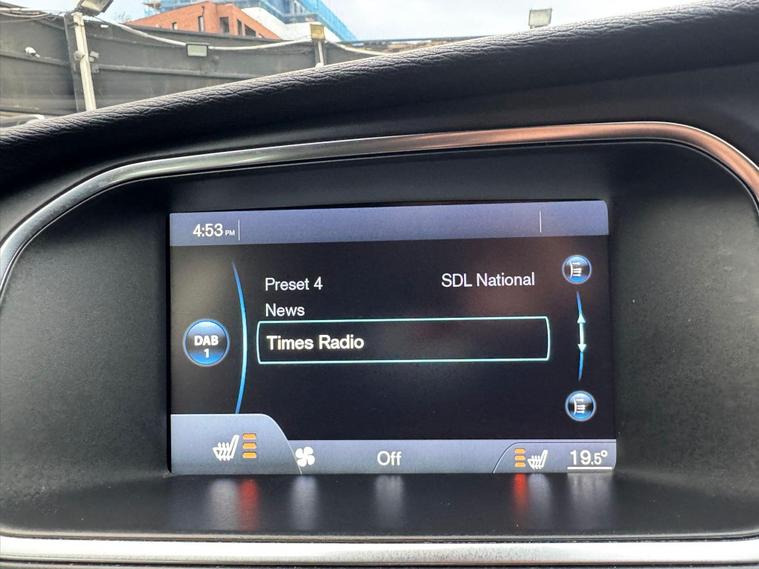 4:53 PM
Preset 4 SDL National
News
DAB
1
Times Radio
Off
19.5°